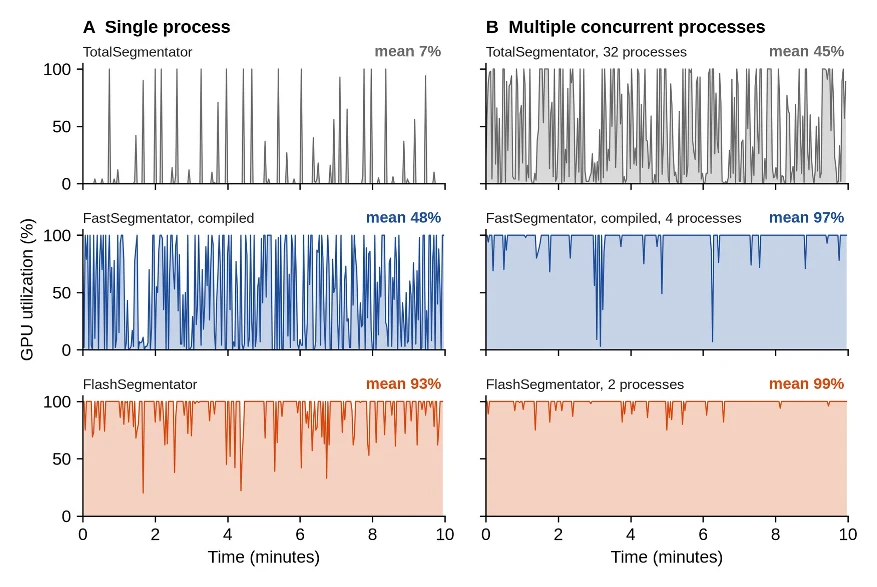 A Single process
B Multiple concurrent processes
TotalSegmentator
mean 7%
TotalSegmentator, 32 processes
mean 45%
100
50
0
FastSegmentator, compiled
mean 48%
FastSegmentator, compiled, 4 processes
mean 97%
100
50
0
GPU utilization (%)
FlashSegmentator
mean 93%
FlashSegmentator, 2 processes
mean 99%
100
50
0
0 2 4 6 8 10
0 2 4 6 8 10
Time (minutes)
Time (minutes)